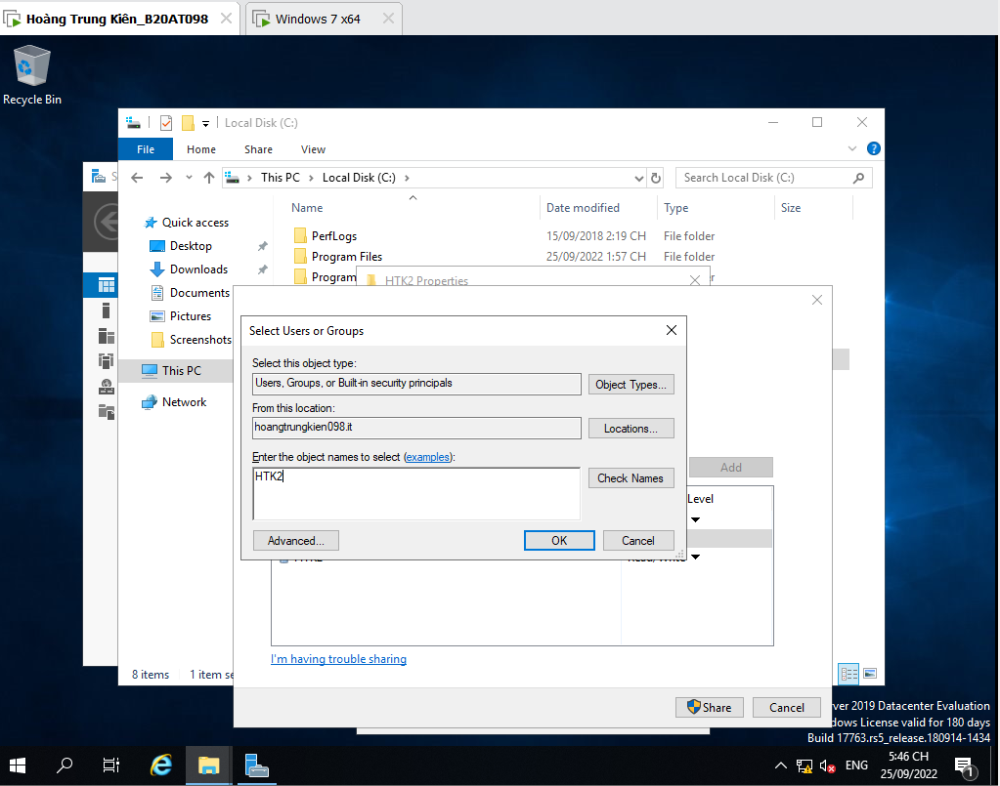 Hoàng Trung Kiên_B20AT098
Windows 7 x64
Recycle Bin
Local Disk (C:)
File Home Share View
This PC > Local Disk (C:) >
Search Local Disk (C:)
Name Date modified Type Size
Quick access
Desktop
Downloads
Documents
Pictures
Screenshots
This PC
Network
PerfLogs 15/09/2018 2:19 CH File folder
Program Files 25/09/2022 1:57 CH File folder
Program
HTK2 Properties
Select Users or Groups
Select this object type:
Users, Groups, or Built-in security principals
Object Types...
From this location:
hoangtrungkien098.it
Locations...
Enter the object names to select (examples):
HTK2
Check Names
Advanced...
OK
Cancel
Add
Level
I'm having trouble sharing
8 items 1 item se
Share
Cancel
rver 2019 Datacenter Evaluation
dows License valid for 180 days
Build 17763.rs5_release.180914-1434
ENG
5:46 CH
25/09/2022
1